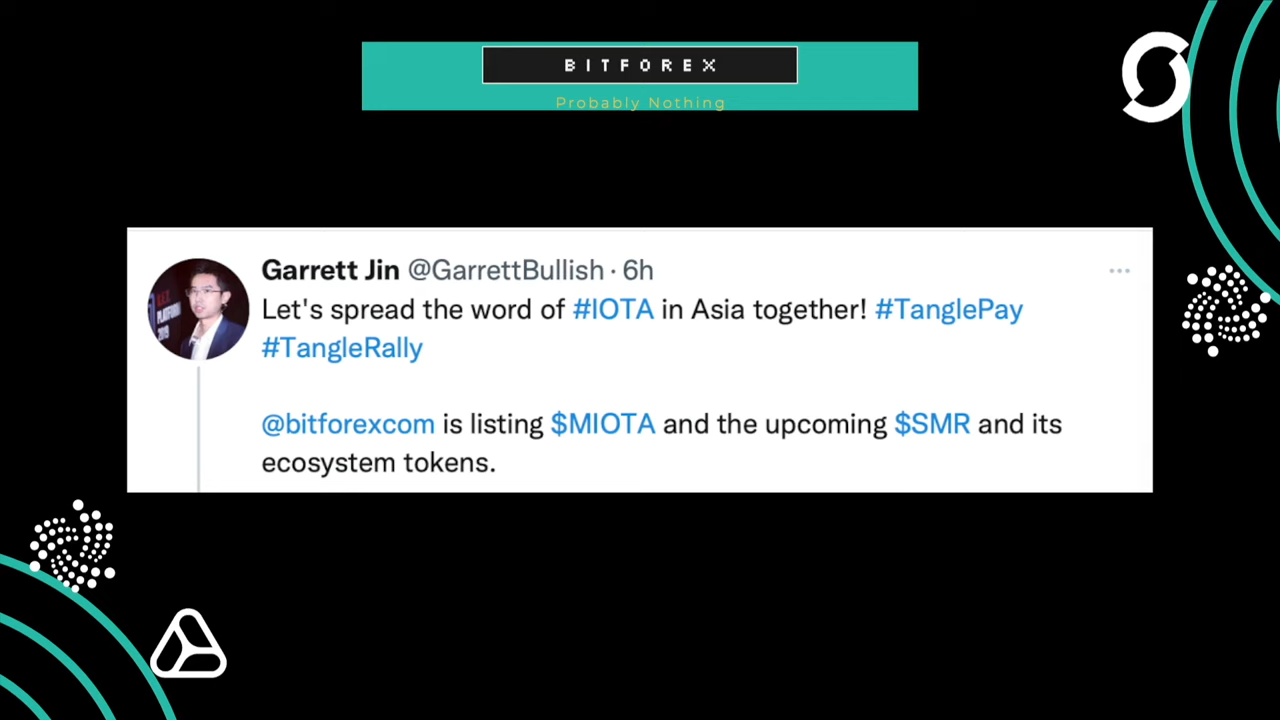 BITFOREX
Probably Nothing
Garrett Jin @GarrettBullish · 6h
Let's spread the word of #IOTA in Asia together! #TanglePay
#TangleRally
@bitforexcom is listing $MIOTA and the upcoming $SMR and its
ecosystem tokens.